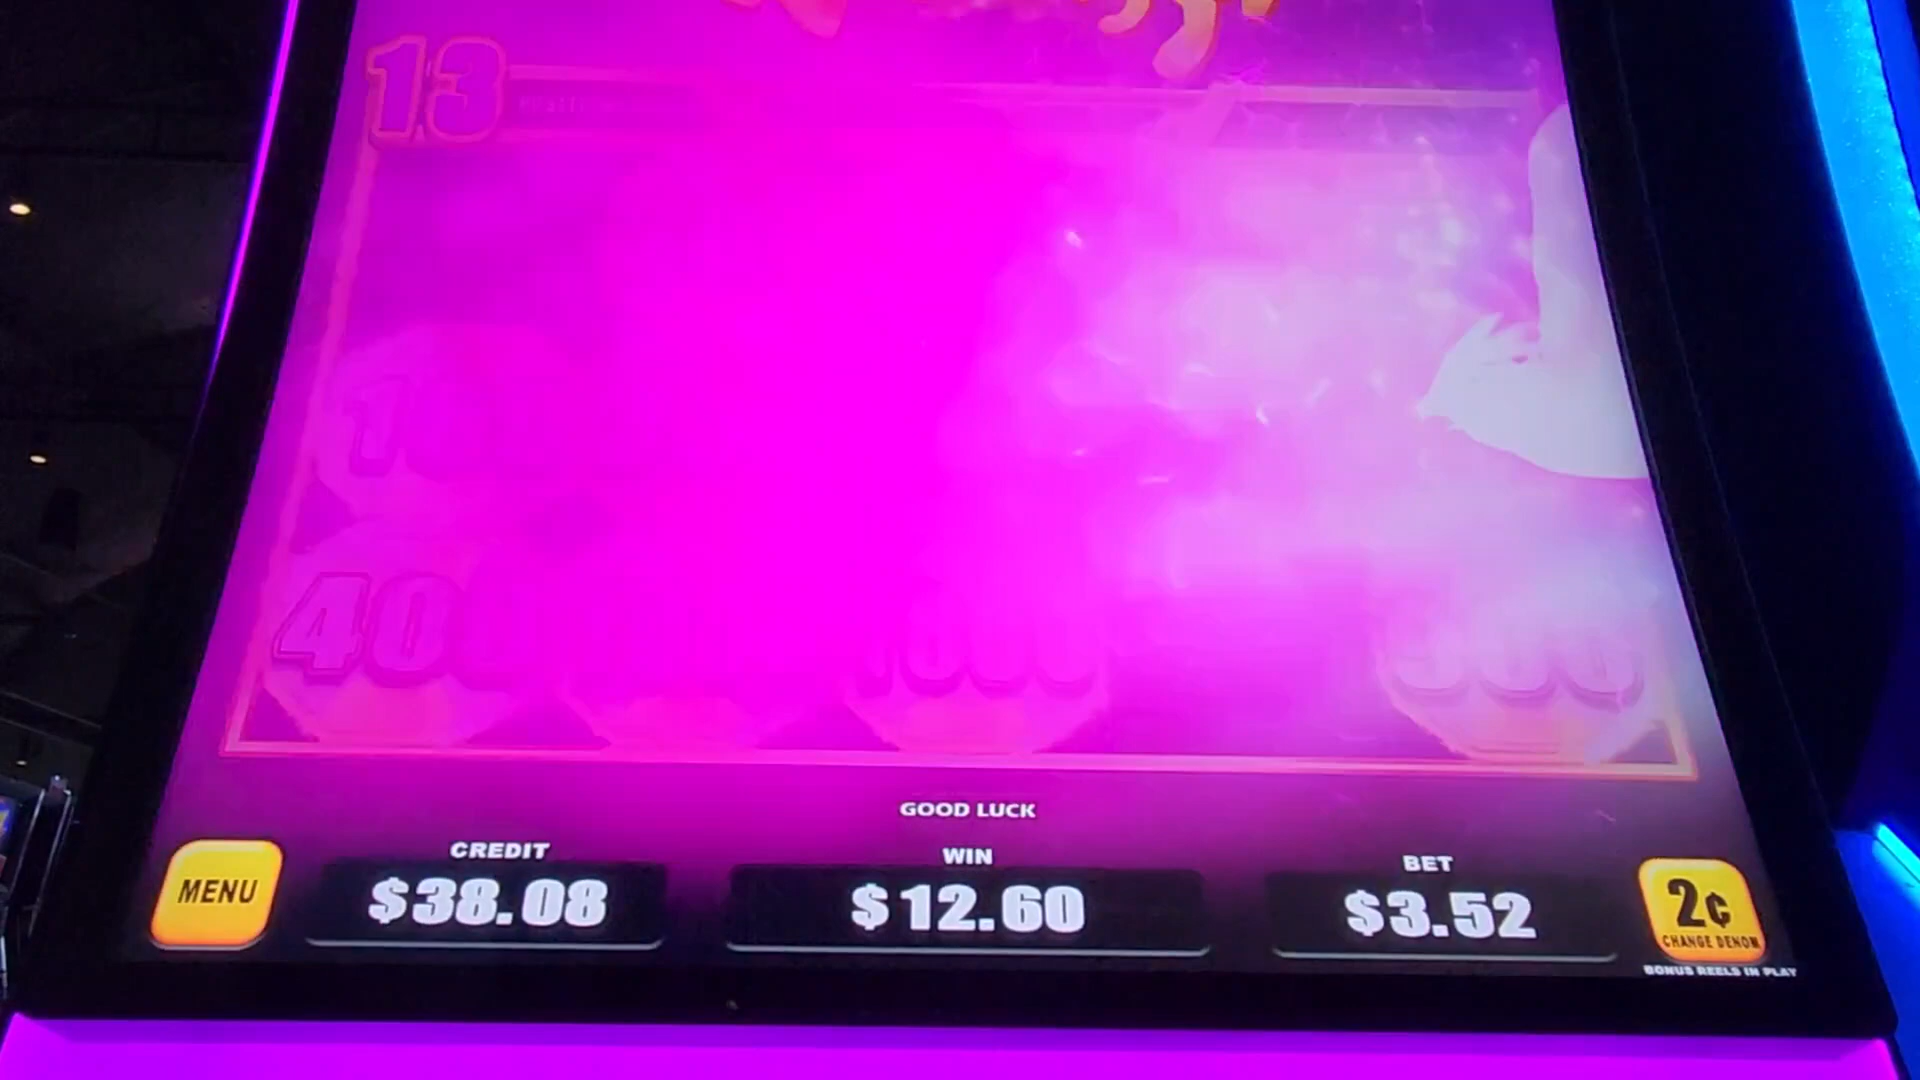 13
40
GOOD LUCK
CREDIT
WIN
BET
MENU
$38.08
$12.60
$3.52
2¢
CHANGE DENOM
BONUS REELS IN PLAY